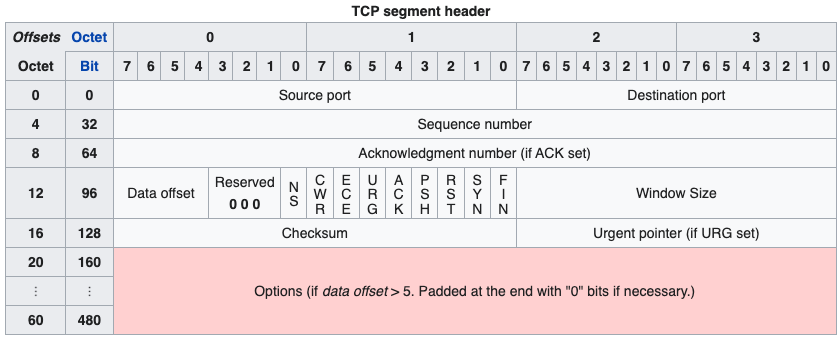 TCP segment header
Offsets Octet 0 1 2 3
Octet Bit 7 6 5 4 3 2 1 0 7 6 5 4 3 2 1 0 7 6 5 4 3 2 1 0 7 6 5 4 3 2 1 0
0 0 Source port Destination port
4 32 Sequence number
8 64 Acknowledgment number (if ACK set)
12 96 Data offset Reserved 0 0 0 NS CWR ECE URG ACK PSH RST SYN FIN Window Size
16 128 Checksum Urgent pointer (if URG set)
20 160
⋮ ⋮ Options (if data offset > 5. Padded at the end with "0" bits if necessary.)
60 480